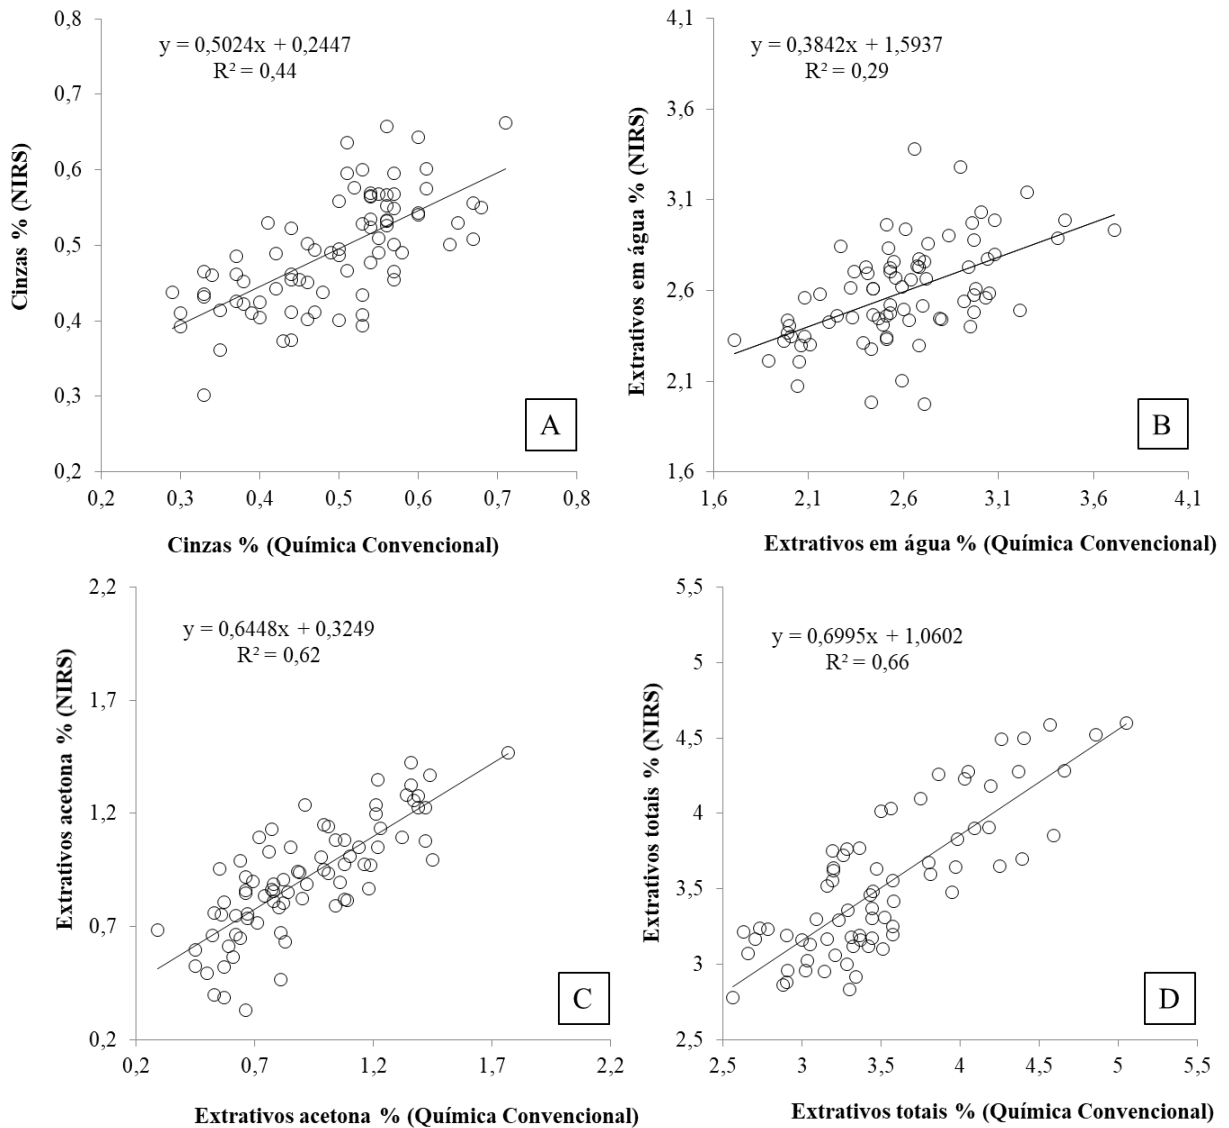 y = 0,5024x + 0,2447
R² = 0,44
Cinzas % (NIRS)
0,8
0,7
0,6
0,5
0,4
0,3
0,2
A
0,2 0,3 0,4 0,5 0,6 0,7 0,8
Cinzas % (Química Convencional)
y = 0,3842x + 1,5937
R² = 0,29
Extrativos em água % (NIRS)
4,1
3,6
3,1
2,6
2,1
1,6
B
1,6 2,1 2,6 3,1 3,6 4,1
Extrativos em água % (Química Convencional)
y = 0,6448x + 0,3249
R² = 0,62
Extrativos acetona % (NIRS)
2,2
1,7
1,2
0,7
0,2
C
0,2 0,7 1,2 1,7 2,2
Extrativos acetona % (Química Convencional)
y = 0,6995x + 1,0602
R² = 0,66
Extrativos totais % (NIRS)
5,5
5
4,5
4
3,5
3
2,5
D
2,5 3 3,5 4 4,5 5 5,5
Extrativos totais % (Química Convencional)